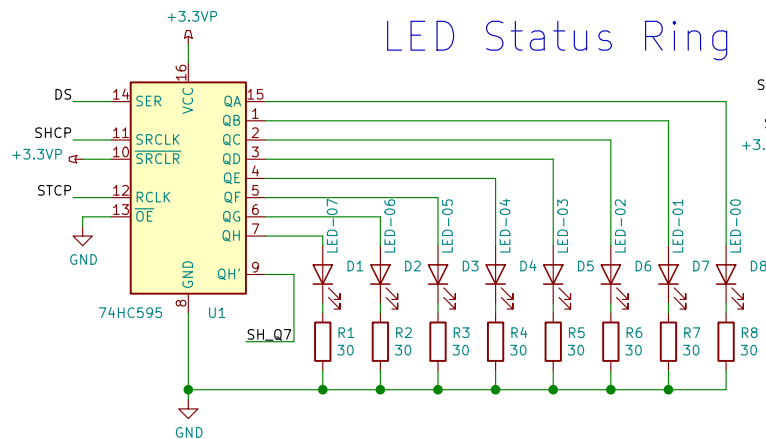 LED Status Ring
+3.3VP
16
VCC
DS
14
SER
QA
15
QB
1
SHCP
11
SRCLK
QC
2
+3.3VP
10
SRCLR
QD
3
QE
4
STCP
12
RCLK
QF
5
13
OE
QG
6
QH
7
GND
GND
QH'
9
8
74HC595
U1
SH_Q7
LED-07
LED-06
LED-05
LED-04
LED-03
LED-02
LED-01
LED-00
D1
D2
D3
D4
D5
D6
D7
D8
R1
30
R2
30
R3
30
R4
30
R5
30
R6
30
R7
30
R8
30
GND
S
+3.